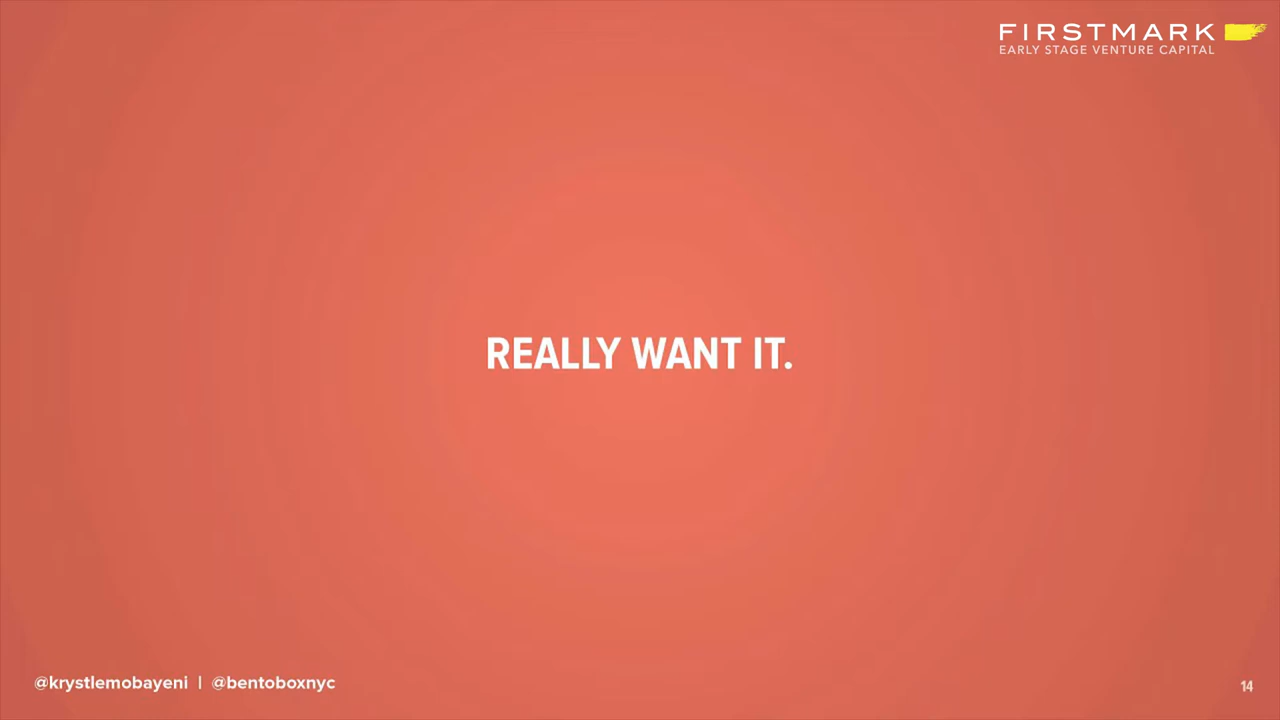 FIRSTMARK
EARLY STAGE VENTURE CAPITAL
REALLY WANT IT.
@krystlemobayeni | @bentoboxnyc
14